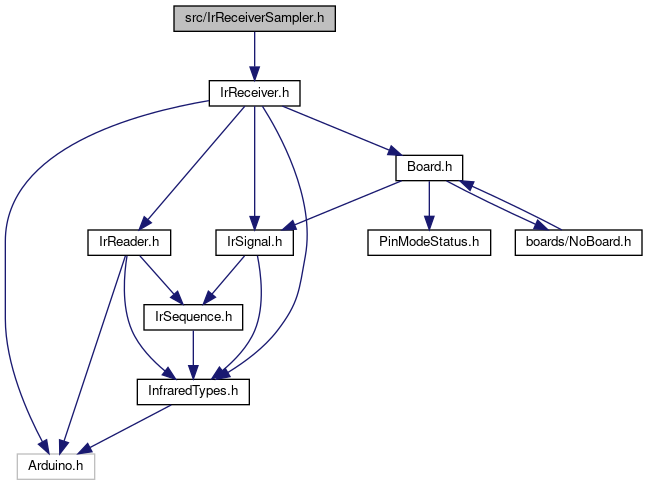 src/IrReceiverSampler.h
IrReceiver.h
Board.h
IrReader.h
IrSignal.h
PinModeStatus.h
boards/NoBoard.h
IrSequence.h
InfraredTypes.h
Arduino.h